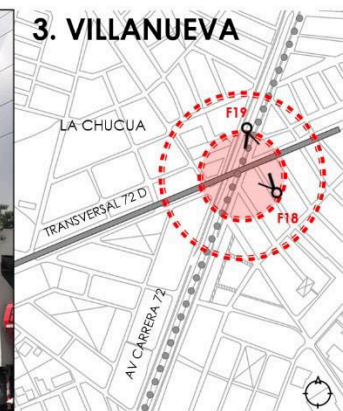 3. VILLANUEVA
F19
LA CHUCUA
TRANSVERSAL 72 D
F18
AV CARRERA 72